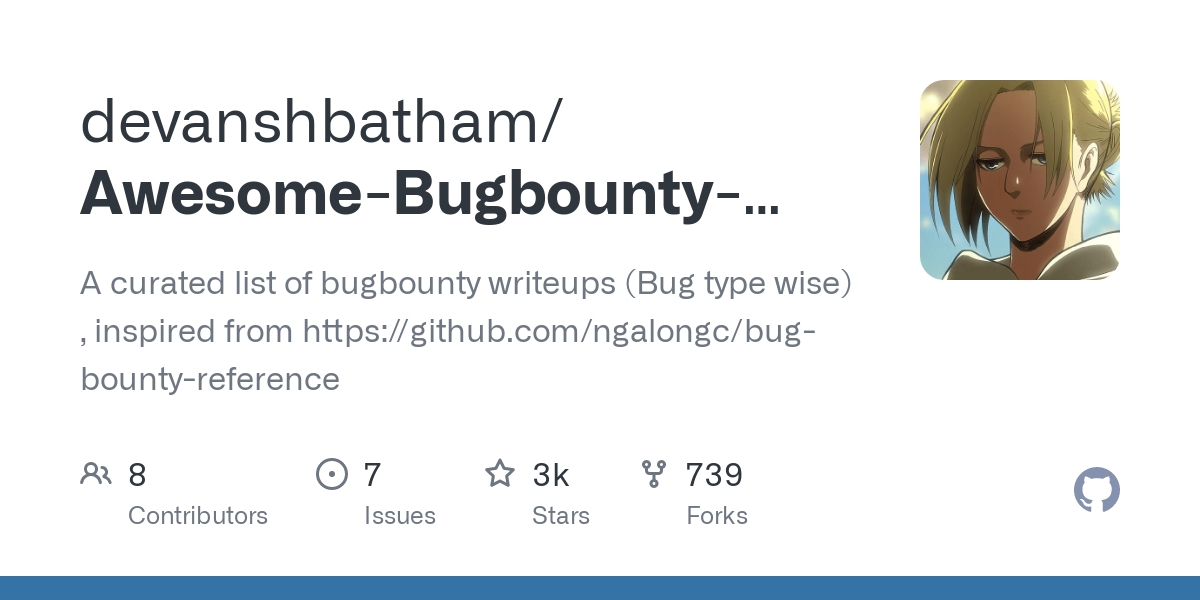 devanshbatham/
Awesome-Bugbounty-...
A curated list of bugbounty writeups (Bug type wise)
, inspired from https://github.com/ngalongc/bug-
bounty-reference
8 7 3k 739
Contributors Issues Stars Forks